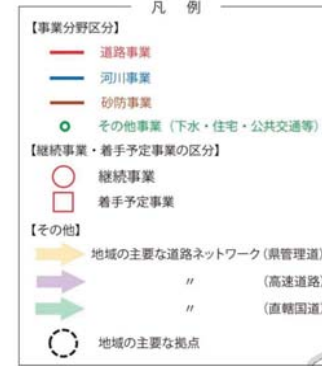 凡 例
【事業分野区分】
道路事業
河川事業
砂防事業
その他事業（下水・住宅・公共交通等）
【継続事業・着手予定事業の区分】
継続事業
着手予定事業
【その他】
地域の主要な道路ネットワーク（県管理道）
〃 （高速道路）
〃 （直轄国道）
地域の主要な拠点